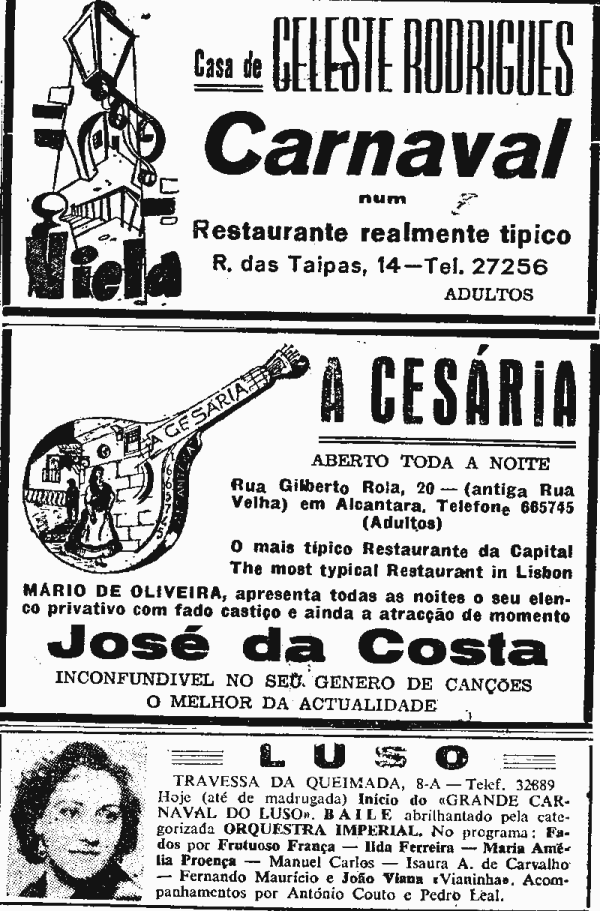 Casa de CELESTE RODRIGUES
Carnaval
num
Restaurante realmente tipico
R. das Taipas, 14—Tel. 27256
ADULTOS
Viela
A CESÁRIA
A CESÁRIA
ABERTO TODA A NOITE
Rua Gilberto Rola, 20 — (antiga Rua
Velha) em Alcantara. Telefone 665745
(Adultos)
O mais típico Restaurante da Capital
The most typical Restaurant in Lisbon
MÁRIO DE OLIVEIRA, apresenta todas as noites o seu elen-
co privativo com fado castiço e ainda a atracção de momento
José da Costa
INCONFUNDIVEL NO SEU GENERO DE CANÇÕES
O MELHOR DA ACTUALIDADE
LUSO
TRAVESSA DA QUEIMADA, 8-A — Telef. 32889
Hoje (até de madrugada) Início do «GRANDE CAR-
NAVAL DO LUSO». BAILE abrilhantado pela cate-
gorizada ORQUESTRA IMPERIAL. No programa: Fa-
dos por Frutuoso França — Ilda Ferreira — Maria Amé-
lia Proença — Manuel Carlos — Isaura A. de Carvalho
— Fernando Maurício e João Viana «Vianinha». Acom-
panhamentos por António Couto e Pedro Leal.